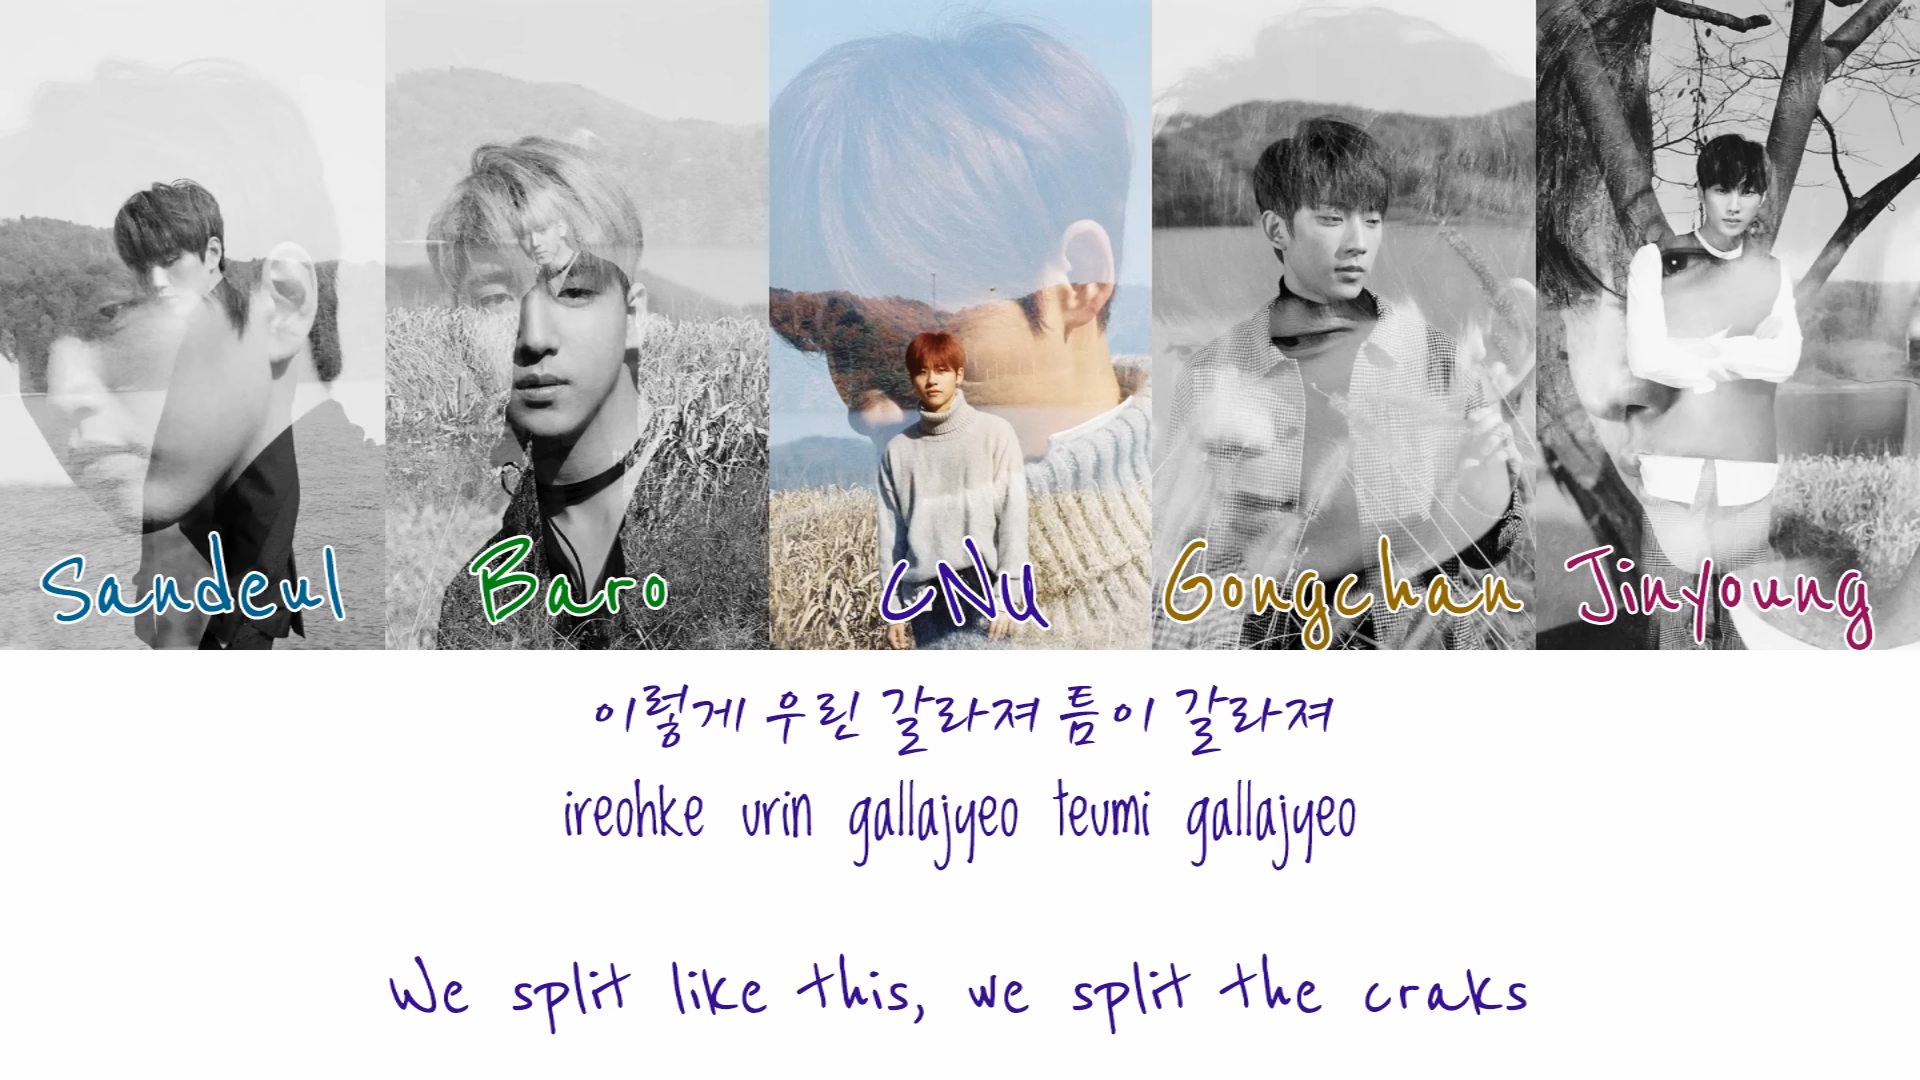 Sandeul Baro CNU Gongchan Jinyoung
이렇게 우린 갈라져 틈이 갈라져
ireohke urin gallajyeo teumi gallajyeo
We split like this, we split the craks